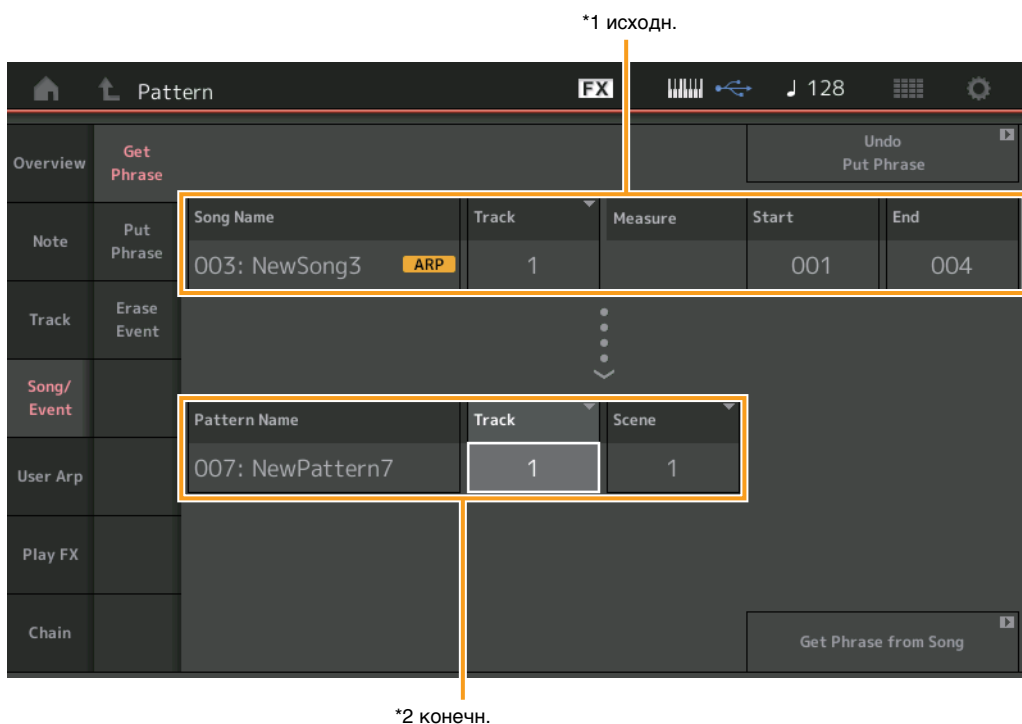 *1 исходн.
Pattern
FX
128
Overview
Get
Phrase
Undo
Put Phrase
Note
Put
Phrase
Song Name
Track
Measure
Start
End
003: NewSong3
ARP
1
001
004
Track
Erase
Event
Song/
Event
Pattern Name
Track
Scene
007: NewPattern7
1
1
User Arp
Play FX
Chain
Get Phrase from Song
*2 конечн.